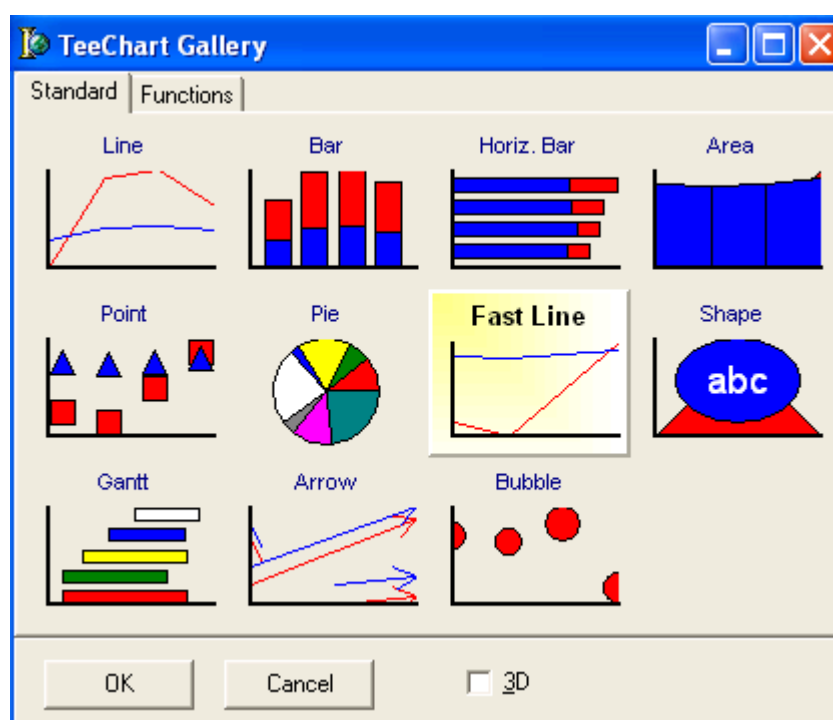 TeeChart Gallery
Standard Functions
Line Bar Horiz. Bar Area
Point Pie Fast Line Shape
abc
Gantt Arrow Bubble
OK Cancel 3D